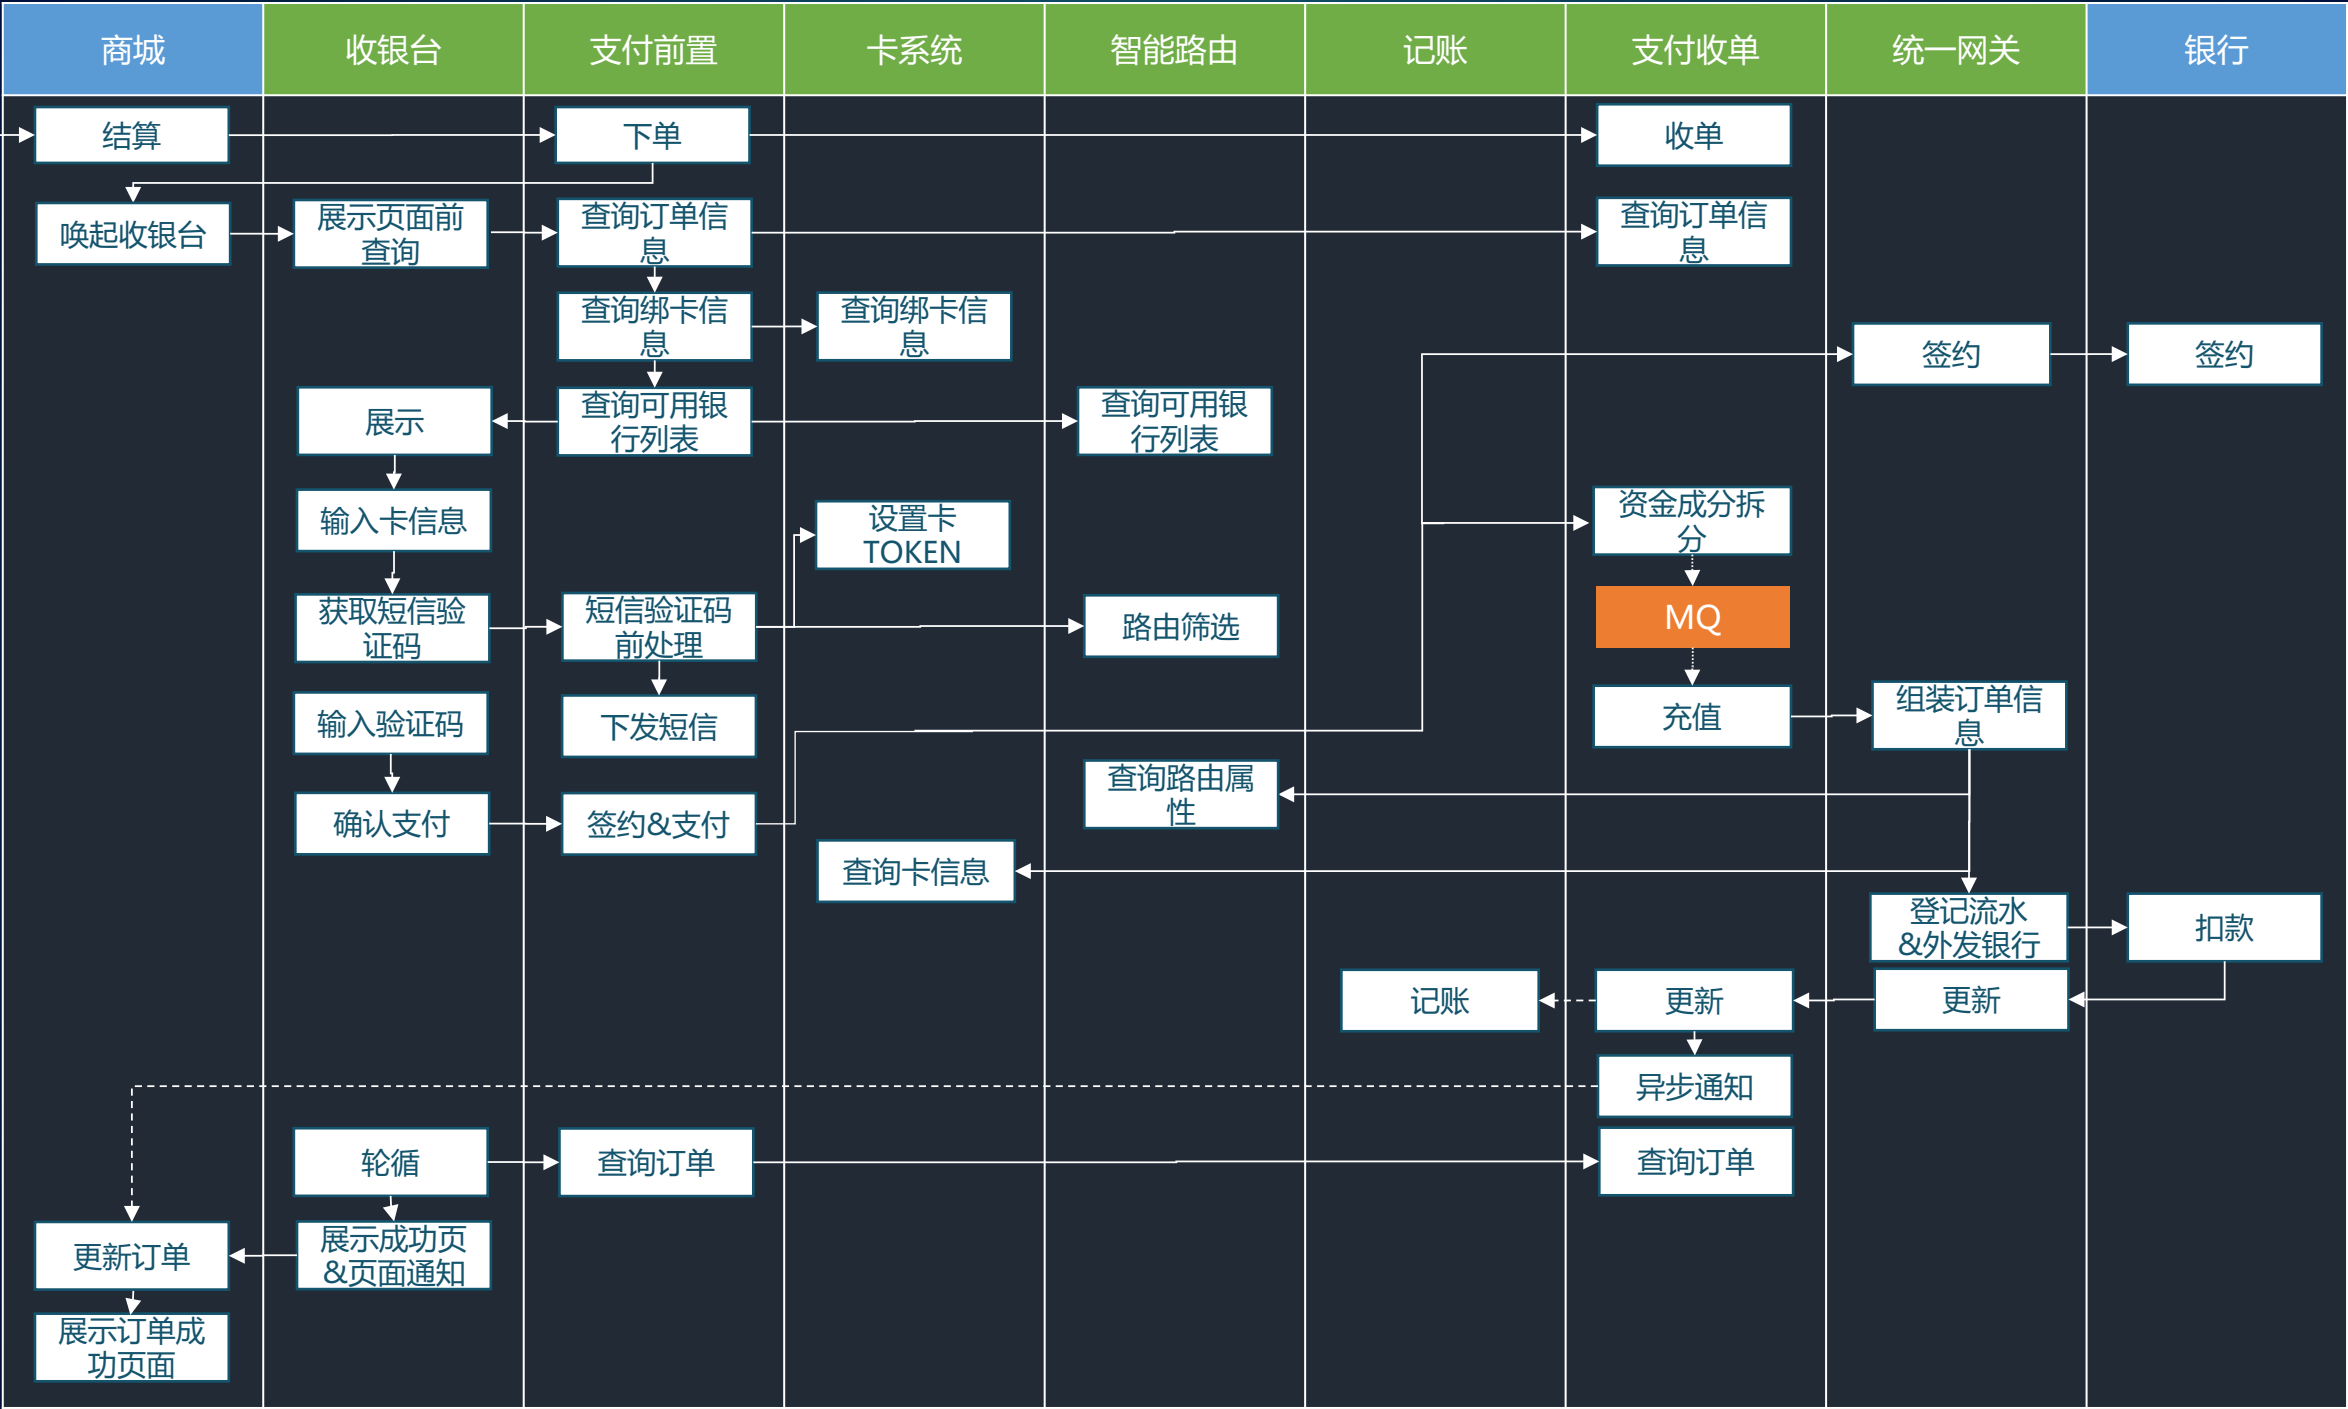 商城
收银台
支付前置
卡系统
智能路由
记账
支付收单
统一网关
银行
结算
下单
收单
唤起收银台
展示页面前
查询
查询订单信
息
查询订单信
息
查询绑卡信
息
查询绑卡信
息
签约
签约
展示
查询可用银
行列表
查询可用银
行列表
输入卡信息
设置卡
TOKEN
资金成分拆
分
获取短信验
证码
短信验证码
前处理
路由筛选
MQ
输入验证码
下发短信
充值
组装订单信
息
确认支付
签约&支付
查询路由属
性
查询卡信息
登记流水
&外发银行
扣款
记账
更新
更新
异步通知
轮循
查询订单
查询订单
更新订单
展示成功页
&页面通知
展示订单成
功页面